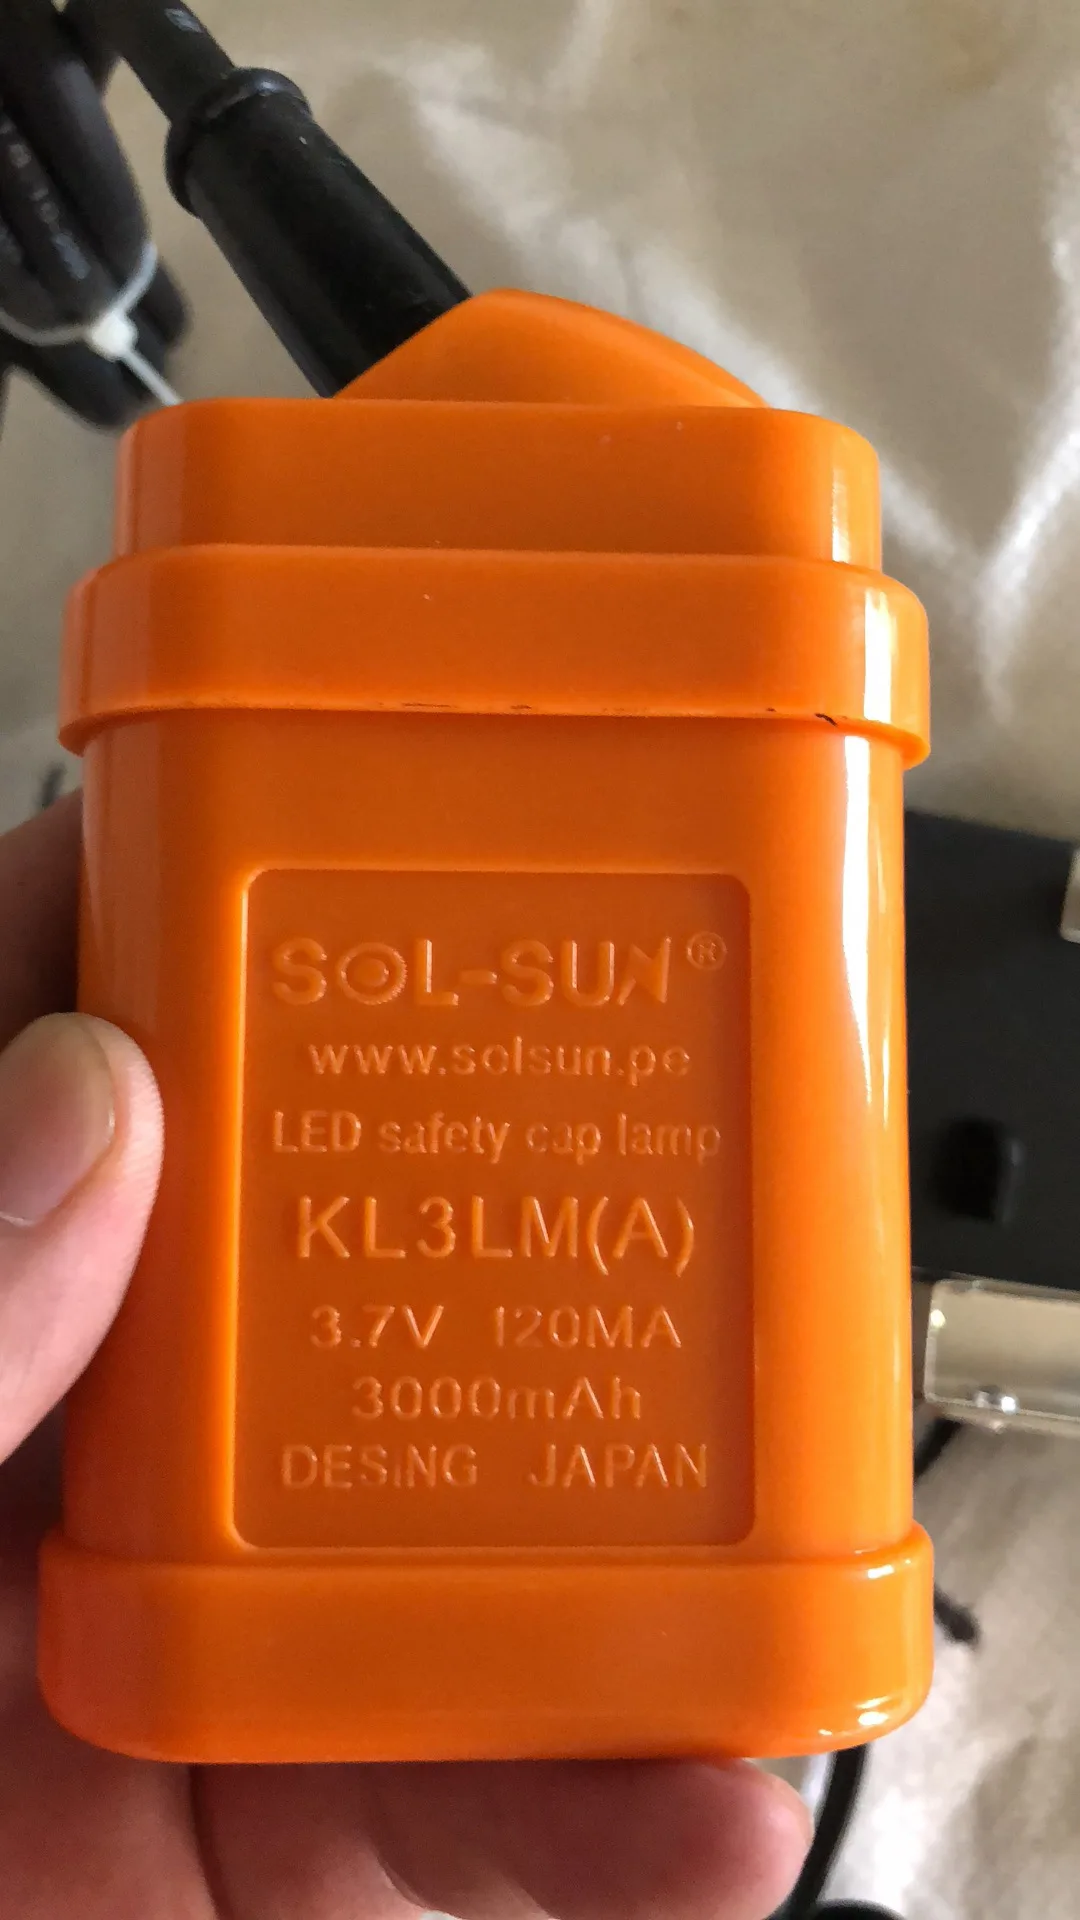 SOL-SUN®
www.solsun.pe
LED safety cap lamp
KL3LM(A)
3.7V 120MA
3000mAh
DESiNG JAPAN